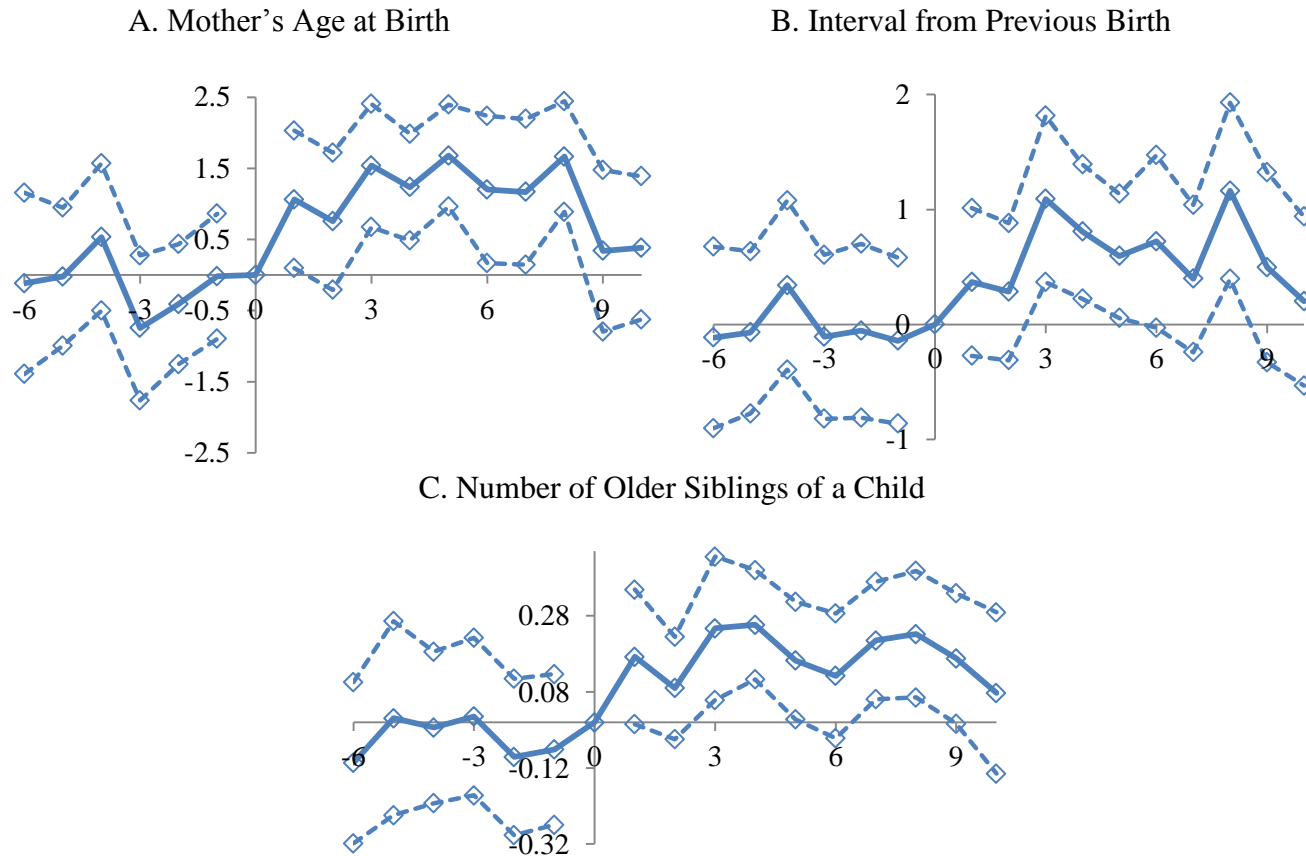 A. Mother’s Age at Birth
2.5
1.5
0.5
-0.5
-1.5
-2.5
-6 -3 0 3 6 9
B. Interval from Previous Birth
2
1
0
-1
-6 -3 0 3 6 9
C. Number of Older Siblings of a Child
0.28
0.08
-0.12
-0.32
-6 -3 0 3 6 9